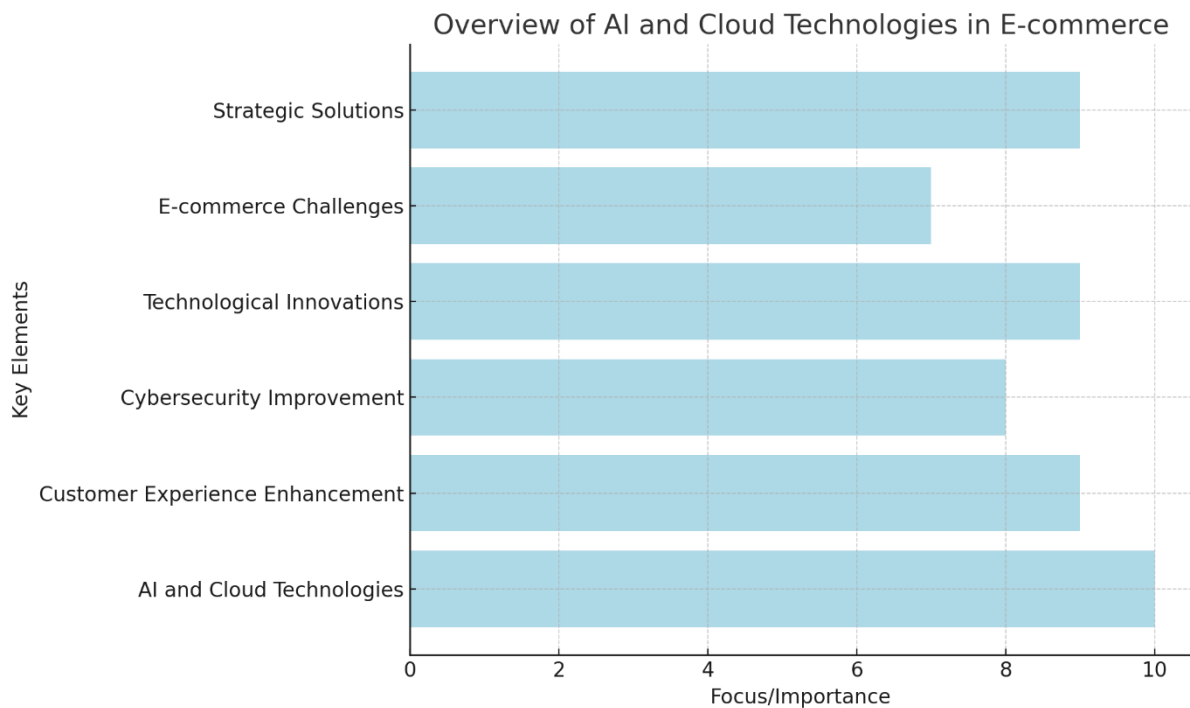 Overview of AI and Cloud Technologies in E-commerce
Key Elements
Strategic Solutions
E-commerce Challenges
Technological Innovations
Cybersecurity Improvement
Customer Experience Enhancement
AI and Cloud Technologies
0 2 4 6 8 10
Focus/Importance